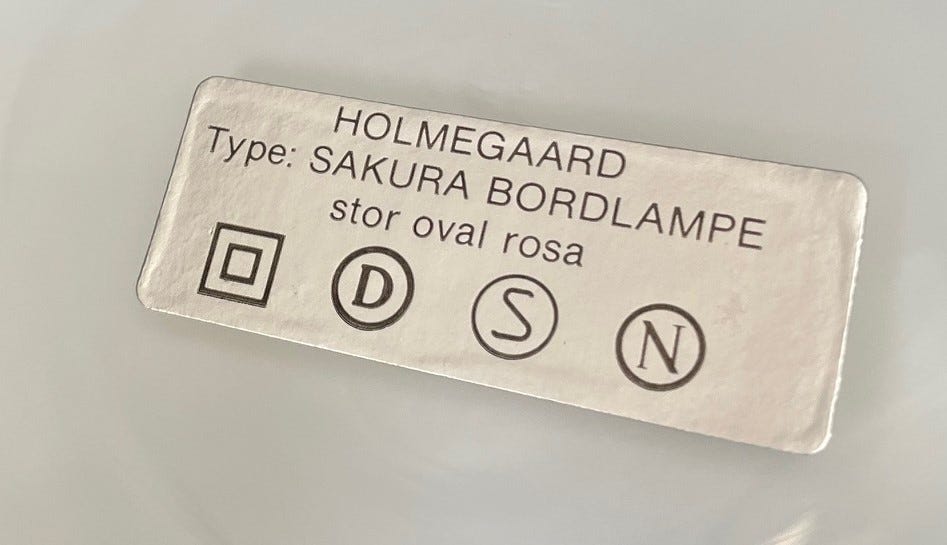 HOLMEGAARD
Type: SAKURA BORDLAMPE
stor oval rosa
D S N